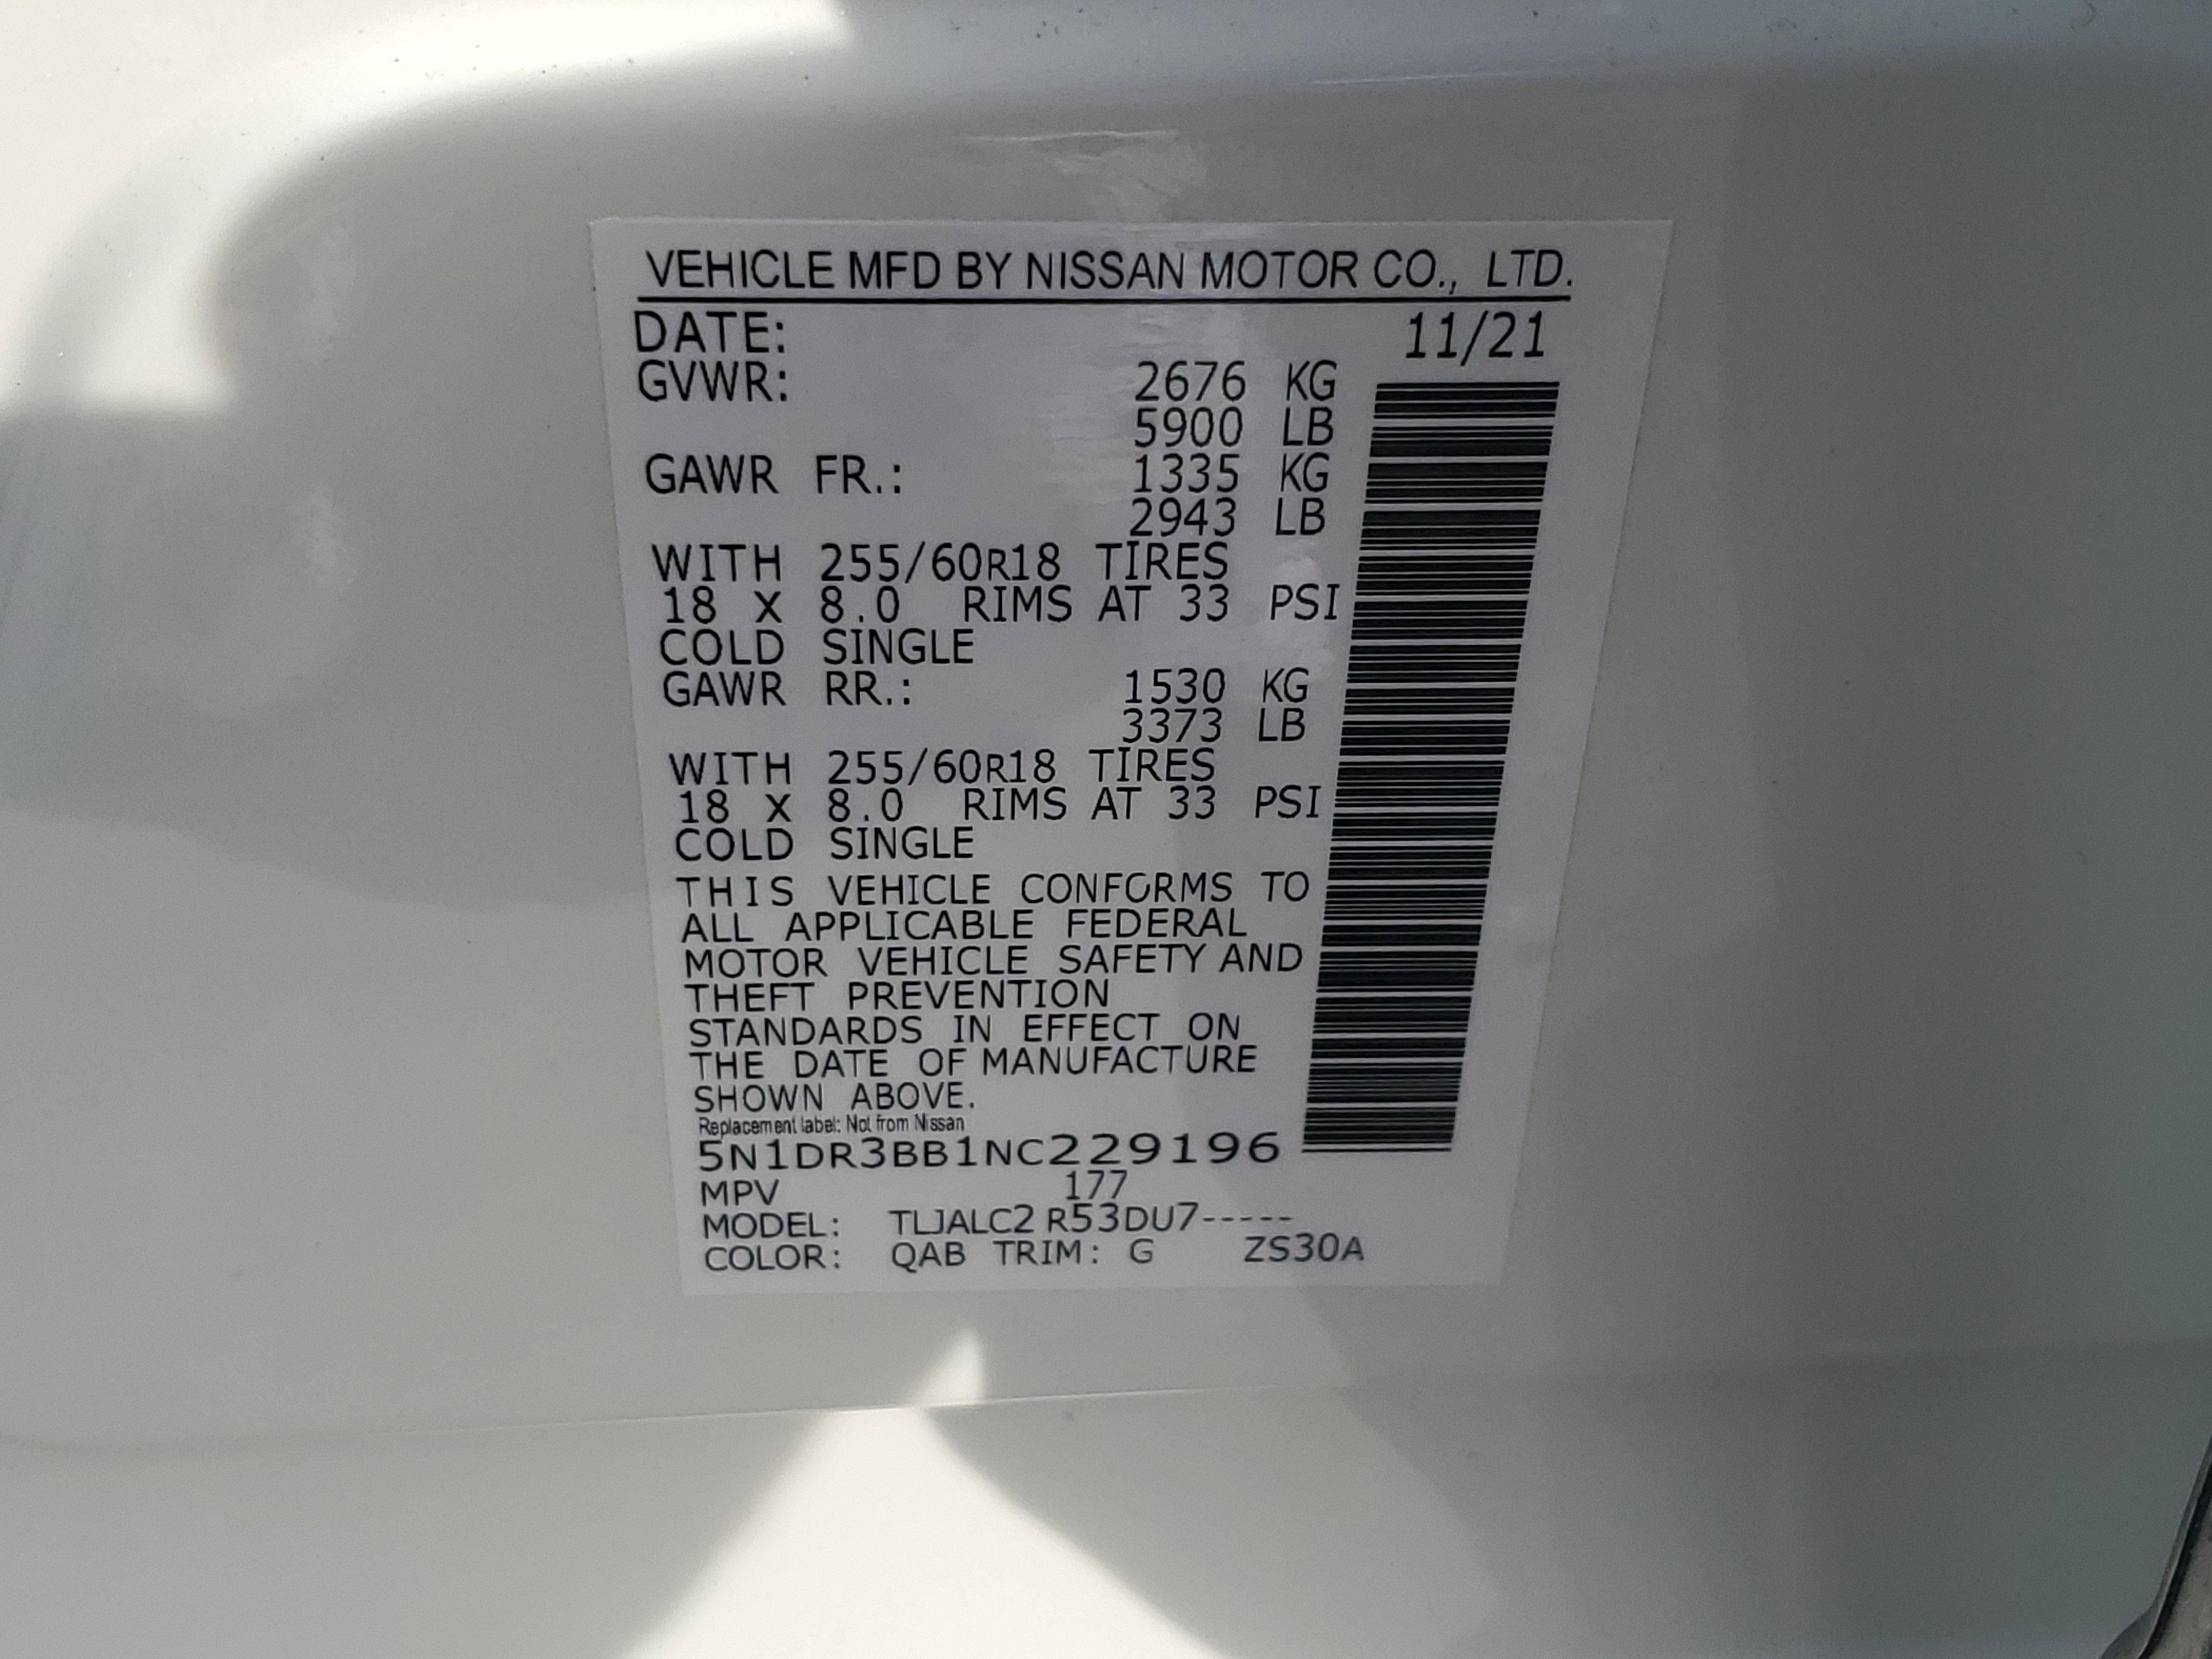 VEHICLE MFD BY NISSAN MOTOR CO., LTD.
DATE: 11/21
GVWR: 2676 KG
5900 LB
GAWR FR.: 1335 KG
2943 LB
WITH 255/60R18 TIRES
18 X 8.0 RIMS AT 33 PSI
COLD SINGLE
GAWR RR.: 1530 KG
3373 LB
WITH 255/60R18 TIRES
18 X 8.0 RIMS AT 33 PSI
COLD SINGLE
THIS VEHICLE CONFORMS TO
ALL APPLICABLE FEDERAL
MOTOR VEHICLE SAFETY AND
THEFT PREVENTION
STANDARDS IN EFFECT ON
THE DATE OF MANUFACTURE
SHOWN ABOVE.
Replacement label: Not from Nissan
5N1DR3BB1NC229196
MPV 177
MODEL: TLJALC2 R53DU7-----
COLOR: QAB TRIM: G ZS30A